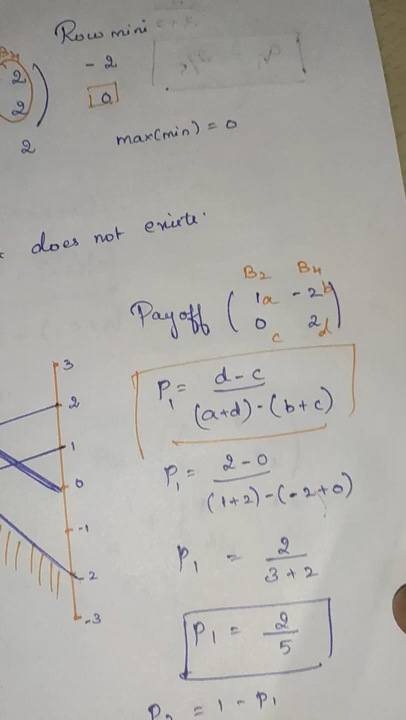 Row mini
B4
2
- 2
2
0
2
max(min) = 0
does not exists.
B2 B4
Payoff ( 1a -2b )
0c 2d
P1 = d-c / (a+d)-(b+c)
P1 = 2-0 / (1+2)-(-2+0)
P1 = 2 / 3+2
P1 = 2 / 5
P2 = 1 - P1
3
2
1
0
-1
-2
-3